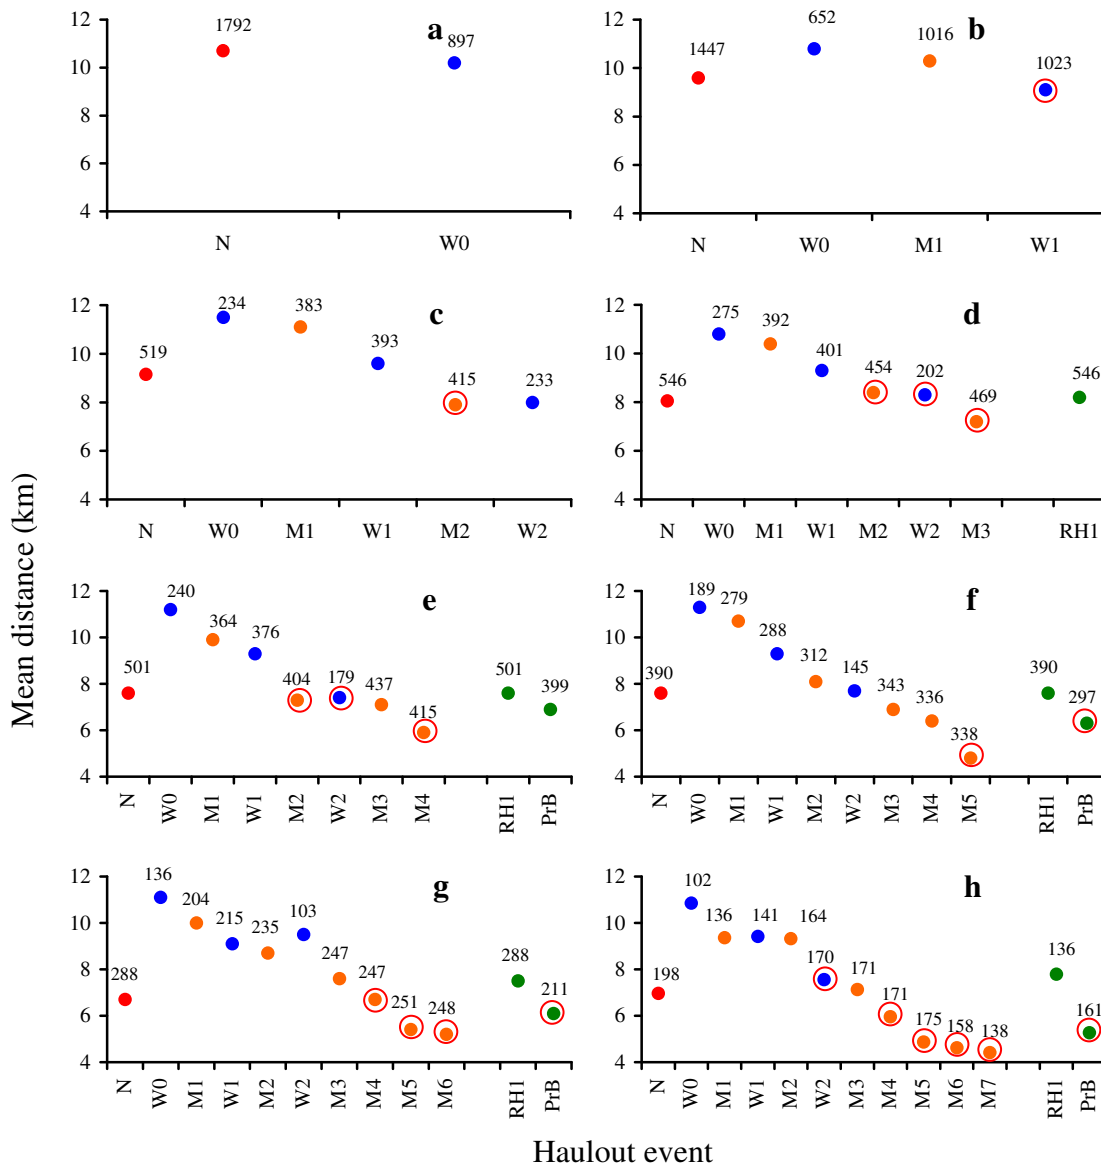 Mean distance (km)
a
12
10
8
6
4
1792
897
N W0
b
12
10
8
6
4
1447 652 1016 1023
N W0 M1 W1
c
12
10
8
6
4
519 234 383 393 415 233
N W0 M1 W1 M2 W2
d
12
10
8
6
4
546 275 392 401 454 202 469 546
N W0 M1 W1 M2 W2 M3 RH1
e
12
10
8
6
4
501 240 364 376 404 179 437 415 501 399
N W0 M1 W1 M2 W2 M3 M4 RH1 PrB
f
12
10
8
6
4
390 189 279 288 312 145 343 336 338 390 297
N W0 M1 W1 M2 W2 M3 M4 M5 RH1 PrB
g
12
10
8
6
4
288 136 204 215 235 103 247 247 251 248 288 211
N W0 M1 W1 M2 W2 M3 M4 M5 M6 RH1 PrB
h
12
10
8
6
4
198 102 136 141 164 170 171 171 175 158 138 136 161
N W0 M1 W1 M2 W2 M3 M4 M5 M6 M7 RH1 PrB
Haulout event